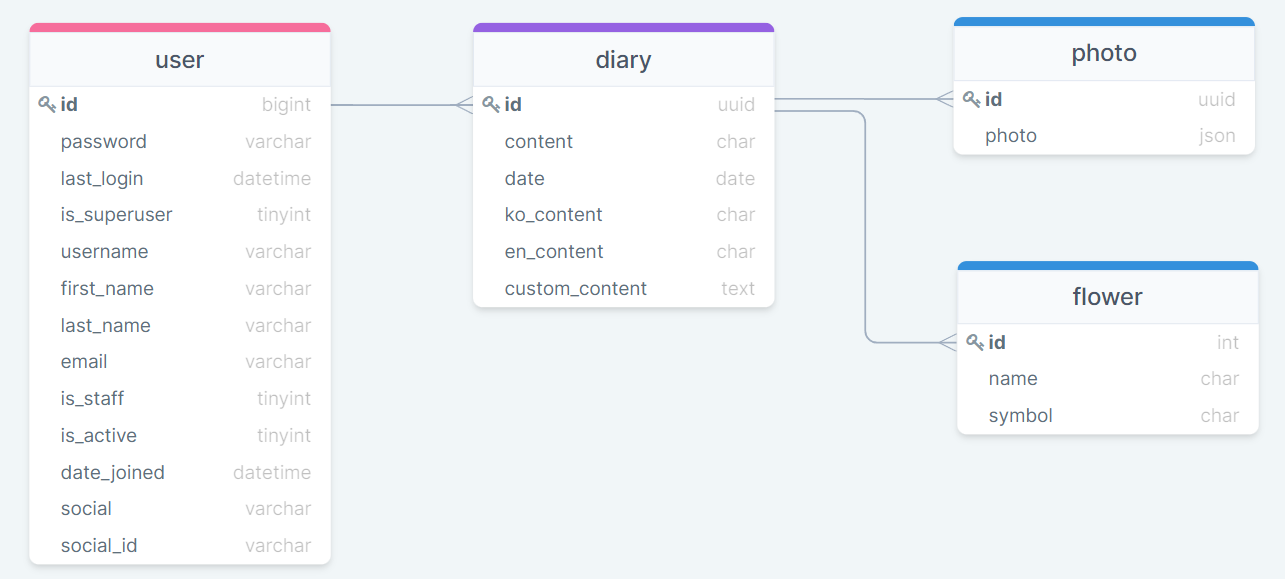 user
id bigint
password varchar
last_login datetime
is_superuser tinyint
username varchar
first_name varchar
last_name varchar
email varchar
is_staff tinyint
is_active tinyint
date_joined datetime
social varchar
social_id varchar
diary
id uuid
content char
date date
ko_content char
en_content char
custom_content text
photo
id uuid
photo json
flower
id int
name char
symbol char